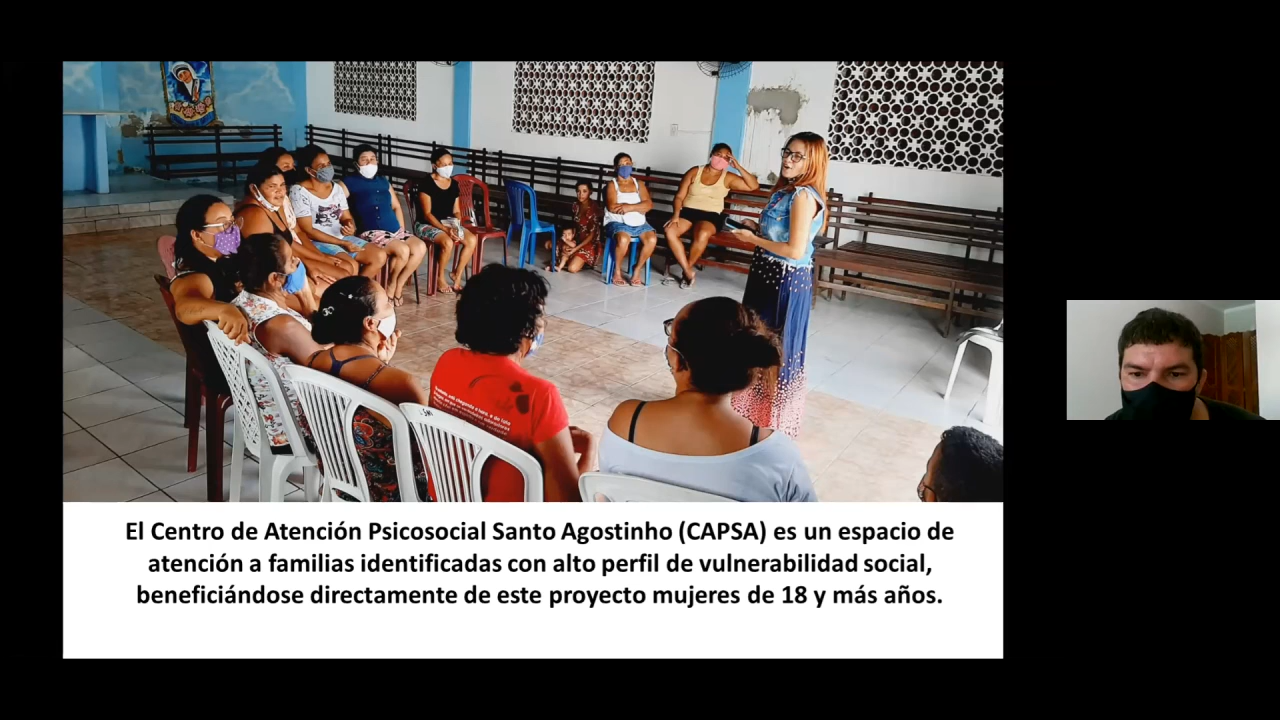 El Centro de Atención Psicosocial Santo Agostinho (CAPSA) es un espacio de
atención a familias identificadas con alto perfil de vulnerabilidad social,
beneficiándose directamente de este proyecto mujeres de 18 y más años.